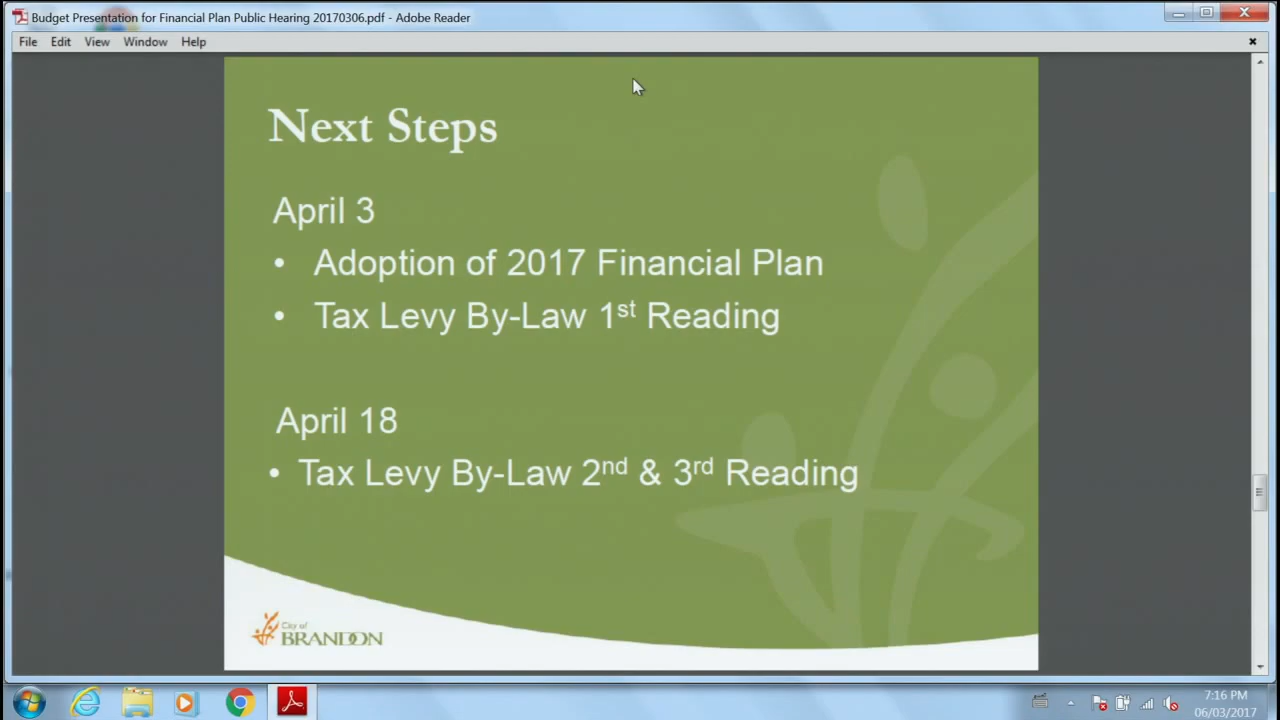 Budget Presentation for Financial Plan Public Hearing 20170306.pdf - Adobe Reader
File Edit View Window Help
Next Steps
April 3
• Adoption of 2017 Financial Plan
• Tax Levy By-Law 1st Reading
April 18
• Tax Levy By-Law 2nd & 3rd Reading
City of
BRANDON
7:16 PM
06/03/2017